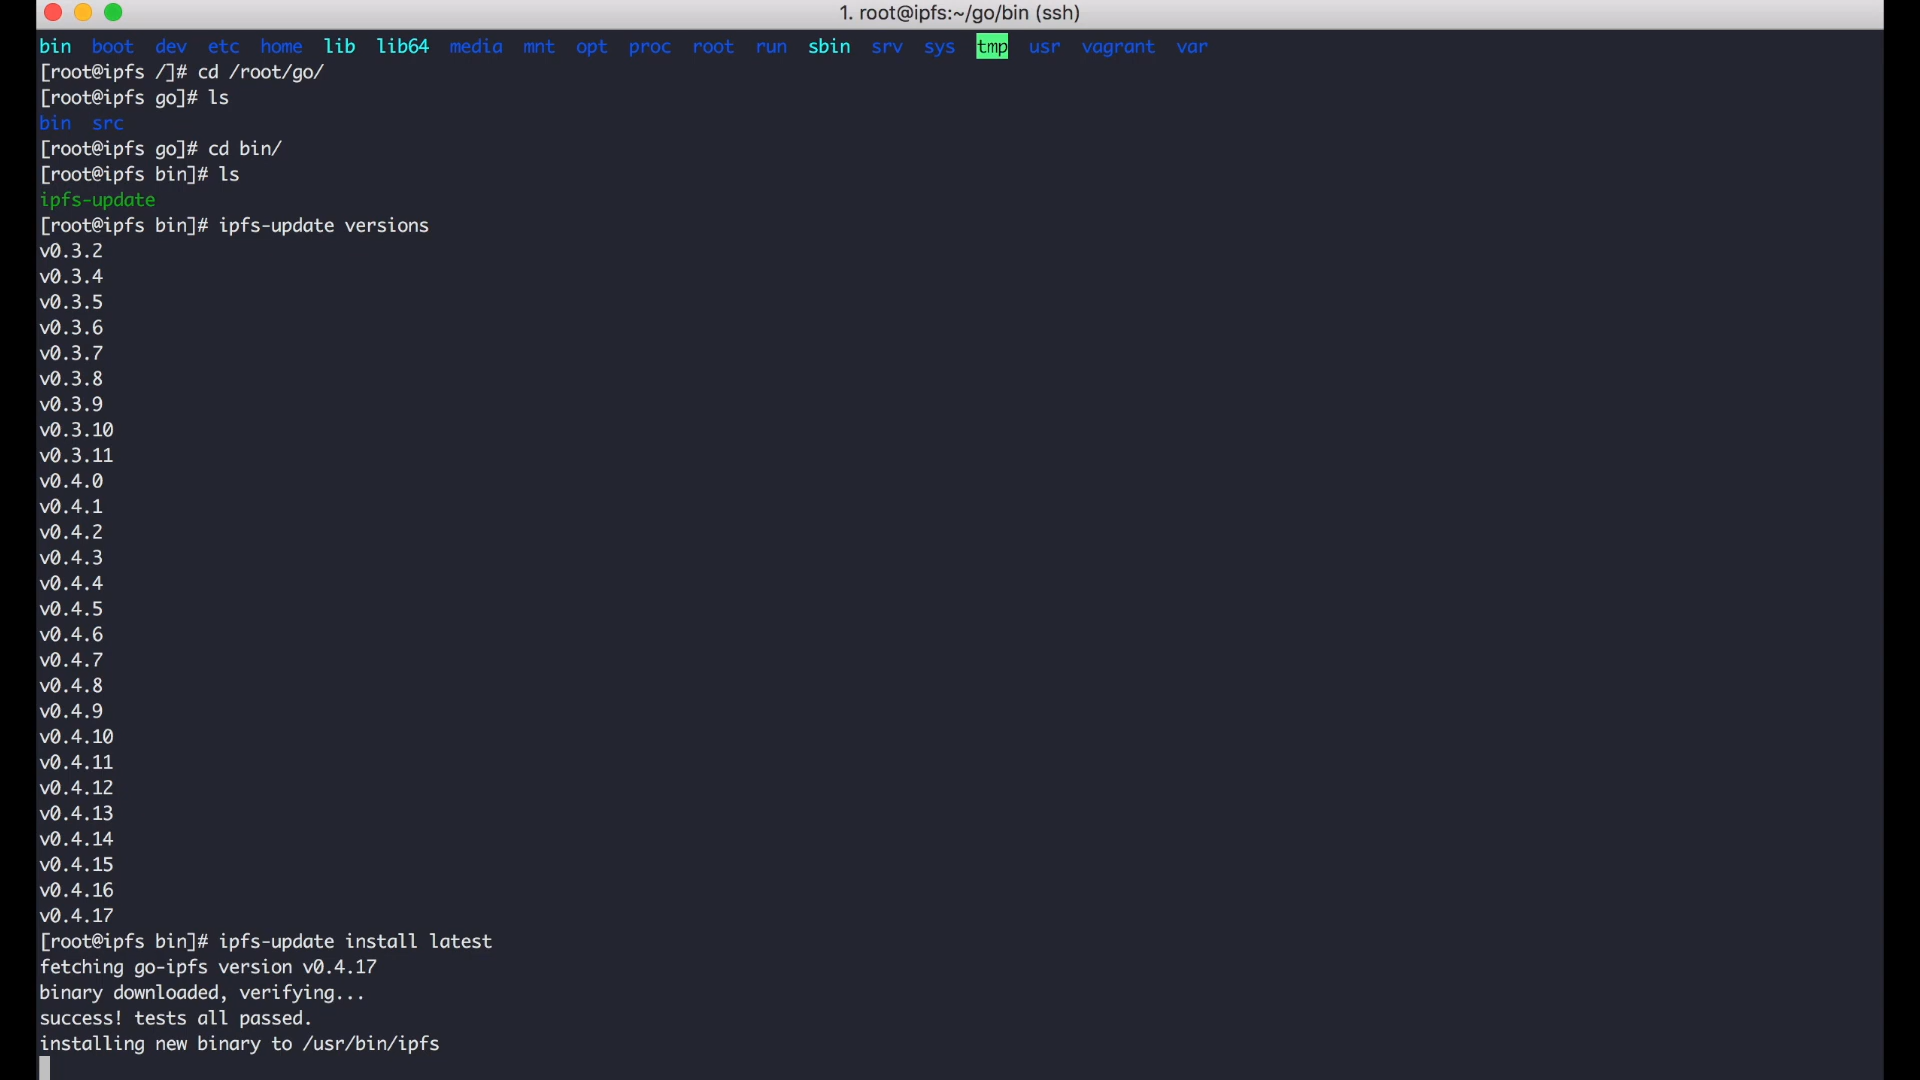 1. root@ipfs:~/go/bin (ssh)
bin boot dev etc home lib lib64 media mnt opt proc root run sbin srv sys tmp usr vagrant var
[root@ipfs /]# cd /root/go/
[root@ipfs go]# ls
bin src
[root@ipfs go]# cd bin/
[root@ipfs bin]# ls
ipfs-update
[root@ipfs bin]# ipfs-update versions
v0.3.2
v0.3.4
v0.3.5
v0.3.6
v0.3.7
v0.3.8
v0.3.9
v0.3.10
v0.3.11
v0.4.0
v0.4.1
v0.4.2
v0.4.3
v0.4.4
v0.4.5
v0.4.6
v0.4.7
v0.4.8
v0.4.9
v0.4.10
v0.4.11
v0.4.12
v0.4.13
v0.4.14
v0.4.15
v0.4.16
v0.4.17
[root@ipfs bin]# ipfs-update install latest
fetching go-ipfs version v0.4.17
binary downloaded, verifying...
success! tests all passed.
installing new binary to /usr/bin/ipfs